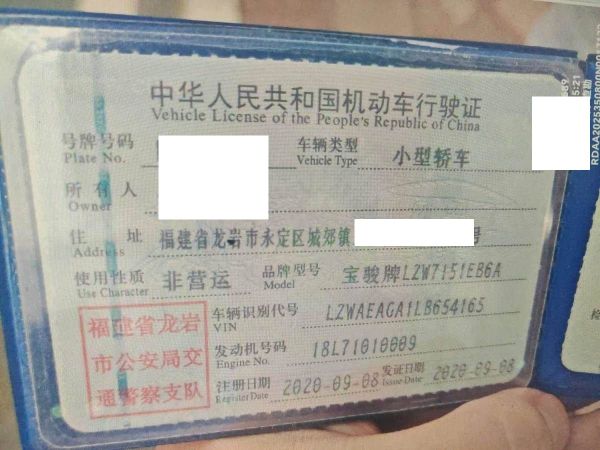 中华人民共和国机动车行驶证
Vehicle License of the People's Republic of China
号牌号码 车辆类型 小型轿车
Plate No. Vehicle Type
所有人
Owner
住址 福建省龙岩市永定区城郊镇 号
Address
使用性质 非营运 品牌型号 宝骏牌LZW7151EB6A
Use Character Model
福建省龙岩
市公安局交
通警察支队
车辆识别代号 LZWAEAGA1LB654165
VIN
发动机号码 18L71010009
Engine No.
注册日期 2020-09-08 发证日期 2020-09-08
Register Date Issue Date